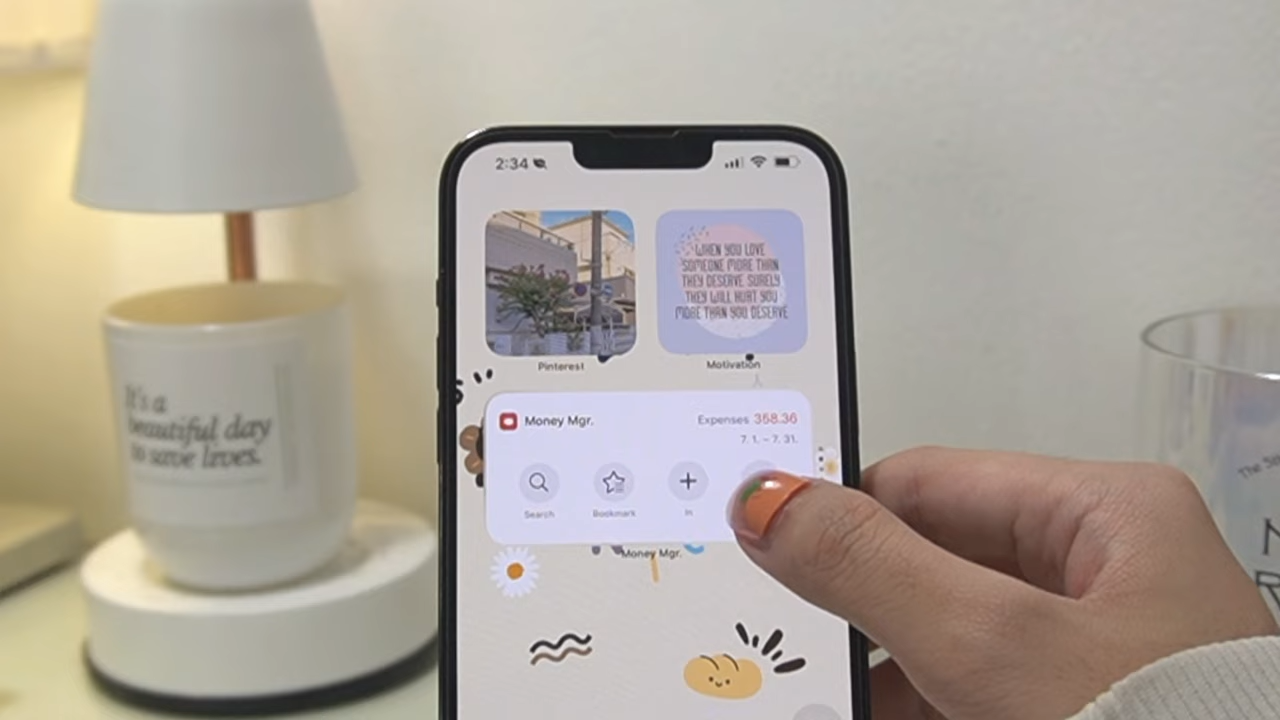 2:34
WHEN YOU LOVE
SOMEONE MORE THAN
THEY DESERVE SURELY
THEY WILL HURT YOU
MORE THAN YOU DESERVE
Pinterest
Motivation
Money Mgr.
Expenses 358.36
7. 1. ~ 7. 31.
Search
Bookmark
In
Money Mgr.
It's a
beautiful day
to save lives.
The